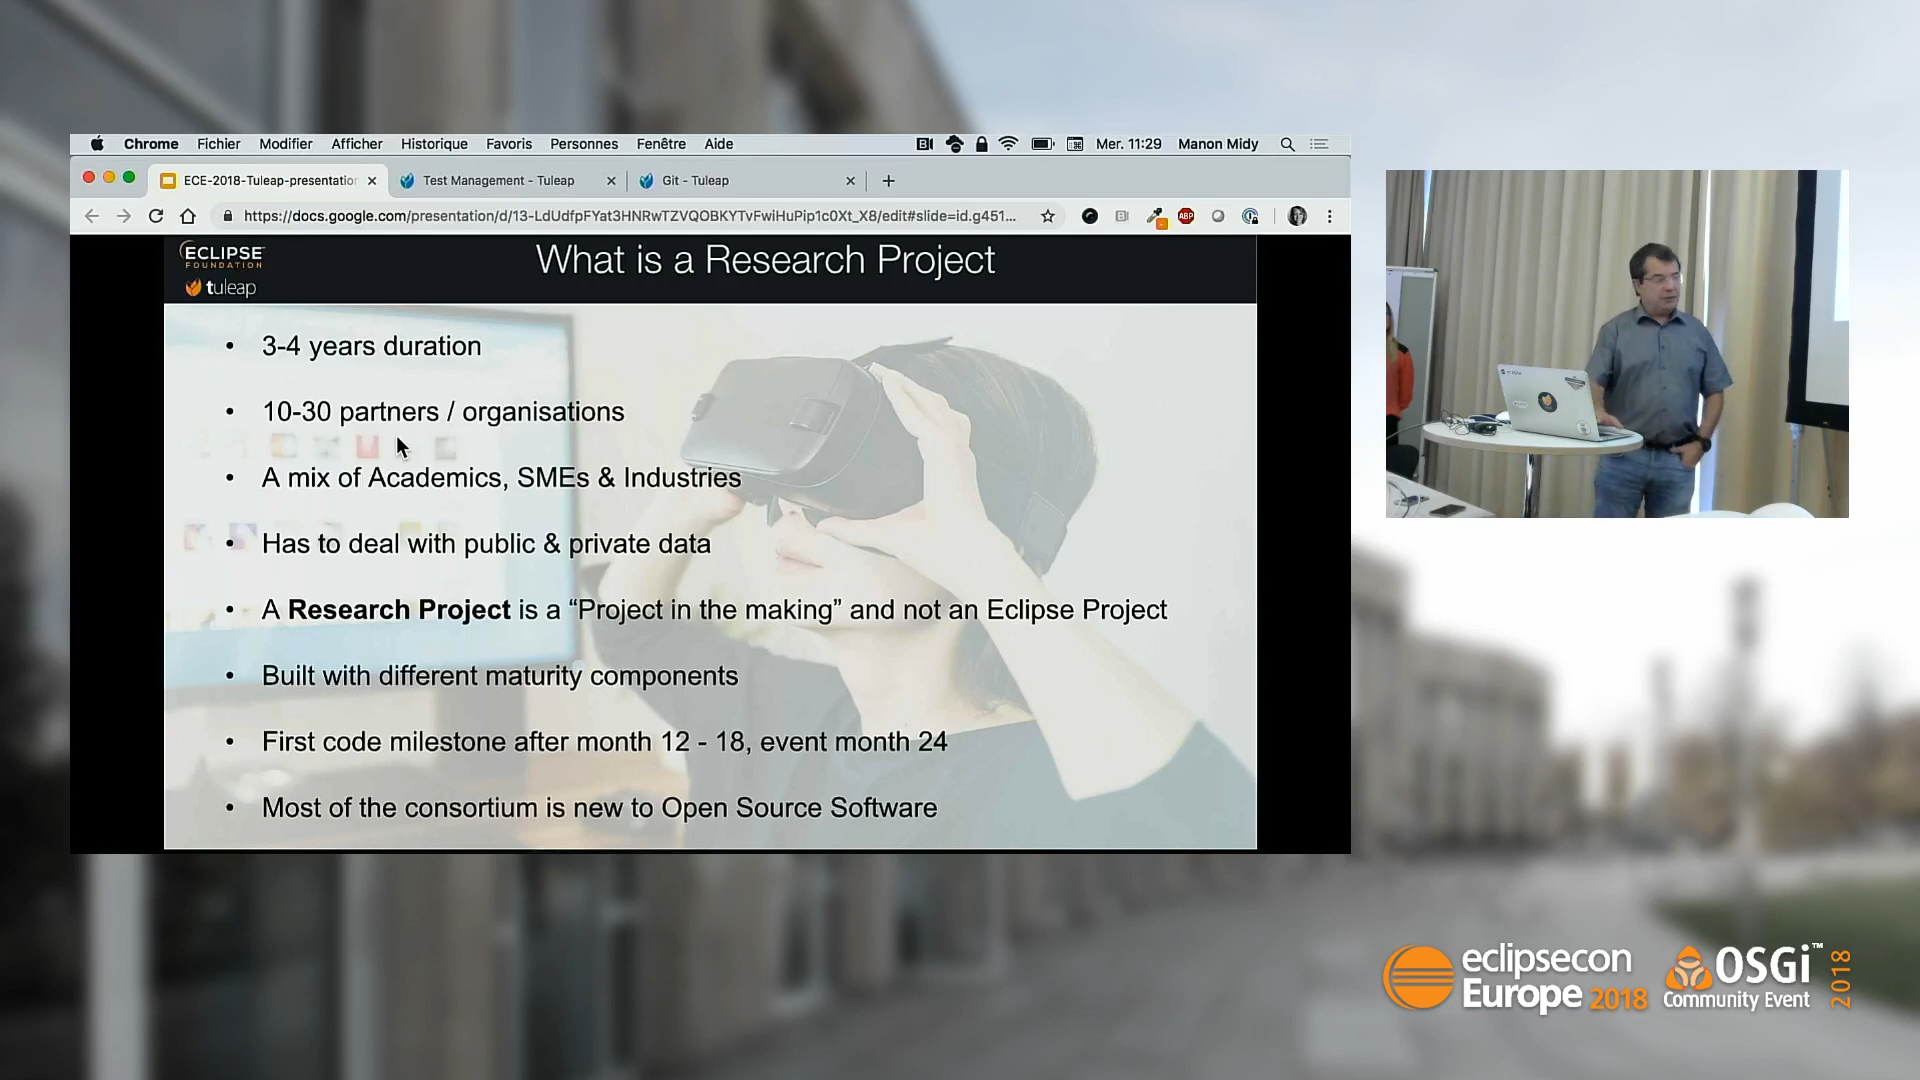 Chrome Fichier Modifier Afficher Historique Favoris Personnes Fenêtre Aide Mer. 11:29 Manon Midy
ECE-2018-Tuleap-presentation Test Management - Tuleap Git - Tuleap
https://docs.google.com/presentation/d/13-LdUdfpFYat3HNRwTZVQOBKYTvFwiHuPip1c0Xt_X8/edit#slide=id.g451...
ABP
ECLIPSE
FOUNDATION
tuleap
What is a Research Project
• 3-4 years duration
• 10-30 partners / organisations
• A mix of Academics, SMEs & Industries
• Has to deal with public & private data
• A Research Project is a “Project in the making” and not an Eclipse Project
• Built with different maturity components
• First code milestone after month 12 - 18, event month 24
• Most of the consortium is new to Open Source Software
eclipsecon
Europe 2018
OSGi™
Community Event
2018